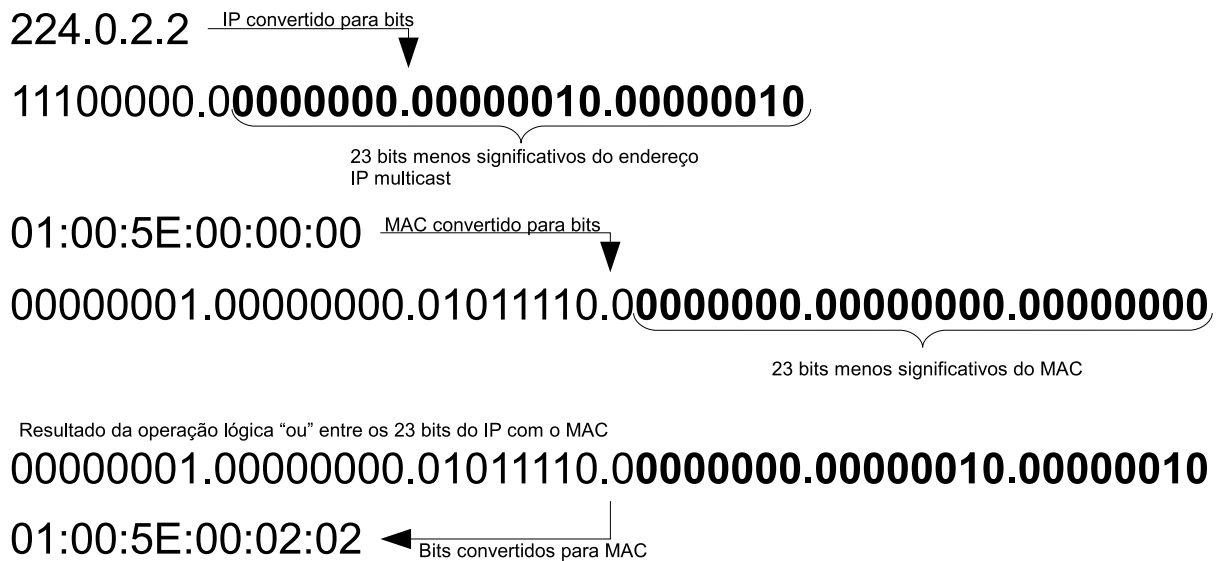 224.0.2.2
IP convertido para bits
11100000.00000000.00000010.00000010
23 bits menos significativos do endereço
IP multicast
01:00:5E:00:00:00
MAC convertido para bits
00000001.00000000.01011110.00000000.00000000.00000000
23 bits menos significativos do MAC
Resultado da operação lógica “ou” entre os 23 bits do IP com o MAC
00000001.00000000.01011110.00000000.00000010.00000010
01:00:5E:00:02:02
Bits convertidos para MAC